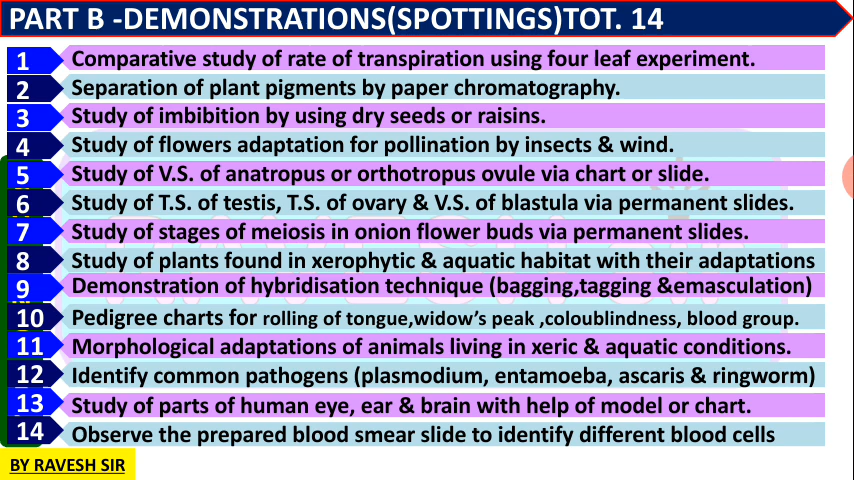 PART B -DEMONSTRATIONS(SPOTTINGS)TOT. 14
1 Comparative study of rate of transpiration using four leaf experiment.
2 Separation of plant pigments by paper chromatography.
3 Study of imbibition by using dry seeds or raisins.
4 Study of flowers adaptation for pollination by insects & wind.
5 Study of V.S. of anatropus or orthotropus ovule via chart or slide.
6 Study of T.S. of testis, T.S. of ovary & V.S. of blastula via permanent slides.
7 Study of stages of meiosis in onion flower buds via permanent slides.
8 Study of plants found in xerophytic & aquatic habitat with their adaptations
9 Demonstration of hybridisation technique (bagging,tagging &emasculation)
10 Pedigree charts for rolling of tongue,widow's peak ,coloublindness, blood group.
11 Morphological adaptations of animals living in xeric & aquatic conditions.
12 Identify common pathogens (plasmodium, entamoeba, ascaris & ringworm)
13 Study of parts of human eye, ear & brain with help of model or chart.
14 Observe the prepared blood smear slide to identify different blood cells
BY RAVESH SIR